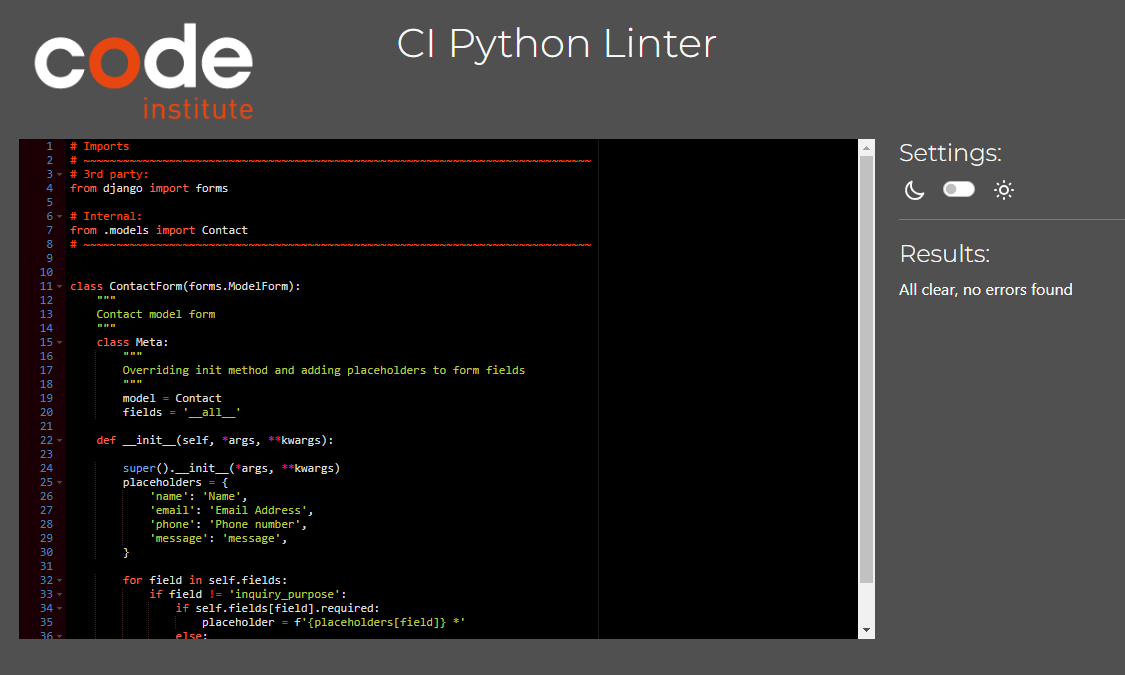 code
institute
CI Python Linter
1 # Imports
2 # ~~~~~~~~~~~~~~~~~~~~~~~~~~~~~~~~~~~~~~~~~~~~~~~~~~~~~~~~~~~~~~~~~~~~~~~~~~~~~
3 # 3rd party:
4 from django import forms
5
6 # Internal:
7 from .models import Contact
8 # ~~~~~~~~~~~~~~~~~~~~~~~~~~~~~~~~~~~~~~~~~~~~~~~~~~~~~~~~~~~~~~~~~~~~~~~~~~~~~
9
10
11 class ContactForm(forms.ModelForm):
12     """
13     Contact model form
14     """
15     class Meta:
16         """
17         Overriding init method and adding placeholders to form fields
18         """
19         model = Contact
20         fields = '__all__'
21
22     def __init__(self, *args, **kwargs):
23
24         super().__init__(*args, **kwargs)
25         placeholders = {
26             'name': 'Name',
27             'email': 'Email Address',
28             'phone': 'Phone number',
29             'message': 'message',
30         }
31
32         for field in self.fields:
33             if field != 'inquiry_purpose':
34                 if self.fields[field].required:
35                     placeholder = f'{placeholders[field]} *'
36                 else:
Settings:
Results:
All clear, no errors found